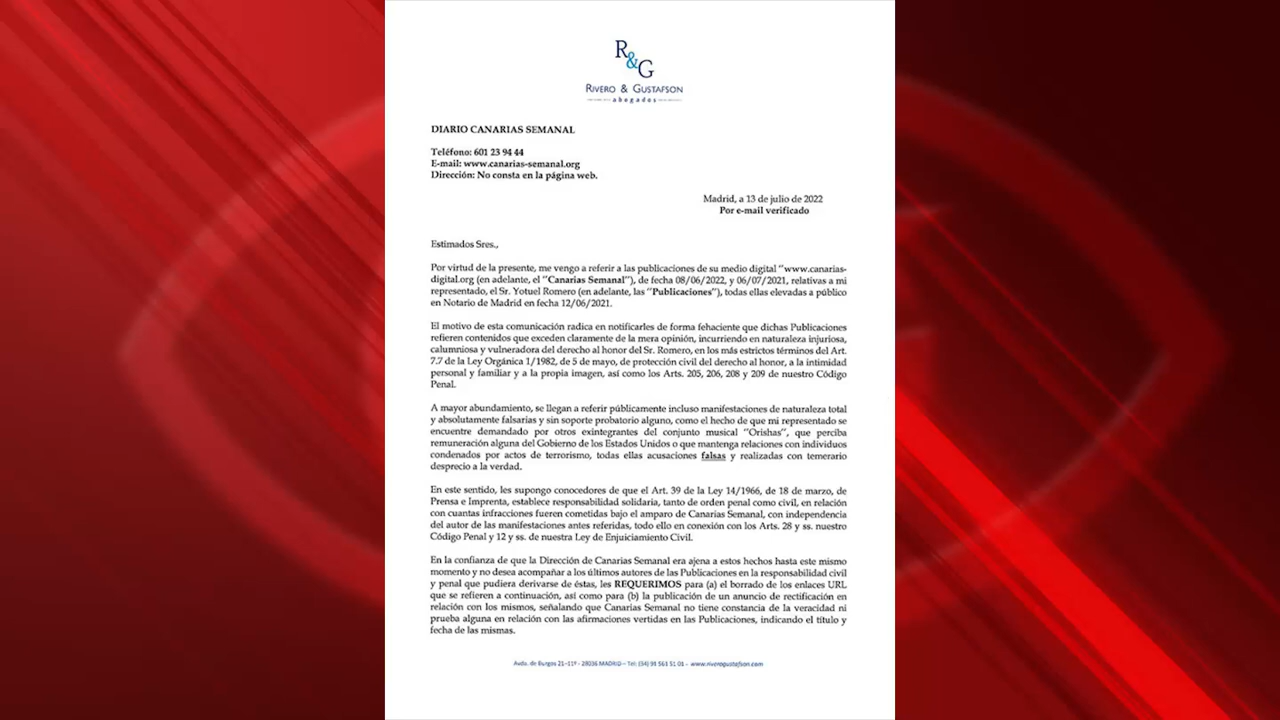 R&G
RIVERO & GUSTAFSON
abogados
DIARIO CANARIAS SEMANAL
Teléfono: 601 23 94 44
E-mail: www.canarias-semanal.org
Dirección: No consta en la página web.
Madrid, a 13 de julio de 2022
Por e-mail verificado
Estimados Sres.,
Por virtud de la presente, me vengo a referir a las publicaciones de su medio digital "www.canarias-
digital.org (en adelante, el "Canarias Semanal"), de fecha 08/06/2022, y 06/07/2021, relativas a mi
representado, el Sr. Yotuel Romero (en adelante, las "Publicaciones"), todas ellas elevadas a público
en Notario de Madrid en fecha 12/06/2021.
El motivo de esta comunicación radica en notificarles de forma fehaciente que dichas Publicaciones
refieren contenidos que exceden claramente de la mera opinión, incurriendo en naturaleza injuriosa,
calumniosa y vulneradora del derecho al honor del Sr. Romero, en los más estrictos términos del Art.
7.7 de la Ley Orgánica 1/1982, de 5 de mayo, de protección civil del derecho al honor, a la intimidad
personal y familiar y a la propia imagen, así como los Arts. 205, 206, 208 y 209 de nuestro Código
Penal.
A mayor abundamiento, se llegan a referir públicamente incluso manifestaciones de naturaleza total
y absolutamente falsarias y sin soporte probatorio alguno, como el hecho de que mi representado se
encuentre demandado por otros exintegrantes del conjunto musical "Orishas", que perciba
remuneración alguna del Gobierno de los Estados Unidos o que mantenga relaciones con individuos
condenados por actos de terrorismo, todas ellas acusaciones falsas y realizadas con temerario
desprecio a la verdad.
En este sentido, les supongo conocedores de que el Art. 39 de la Ley 14/1966, de 18 de marzo, de
Prensa e Imprenta, establece responsabilidad solidaria, tanto de orden penal como civil, en relación
con cuantas infracciones fueren cometidas bajo el amparo de Canarias Semanal, con independencia
del autor de las manifestaciones antes referidas, todo ello en conexión con los Arts. 28 y ss. nuestro
Código Penal y 12 y ss. de nuestra Ley de Enjuiciamiento Civil.
En la confianza de que la Dirección de Canarias Semanal era ajena a estos hechos hasta este mismo
momento y no desea acompañar a los últimos autores de las Publicaciones en la responsabilidad civil
y penal que pudiera derivarse de éstas, les REQUERIMOS para (a) el borrado de los enlaces URL
que se refieren a continuación, así como para (b) la publicación de un anuncio de rectificación en
relación con los mismos, señalando que Canarias Semanal no tiene constancia de la veracidad ni
prueba alguna en relación con las afirmaciones vertidas en las Publicaciones, indicando el título y
fecha de las mismas.
Avda. de Burgos 21-11º - 28036 MADRID – Tel: (34) 91 561 51 01 - www.riverogustafson.com